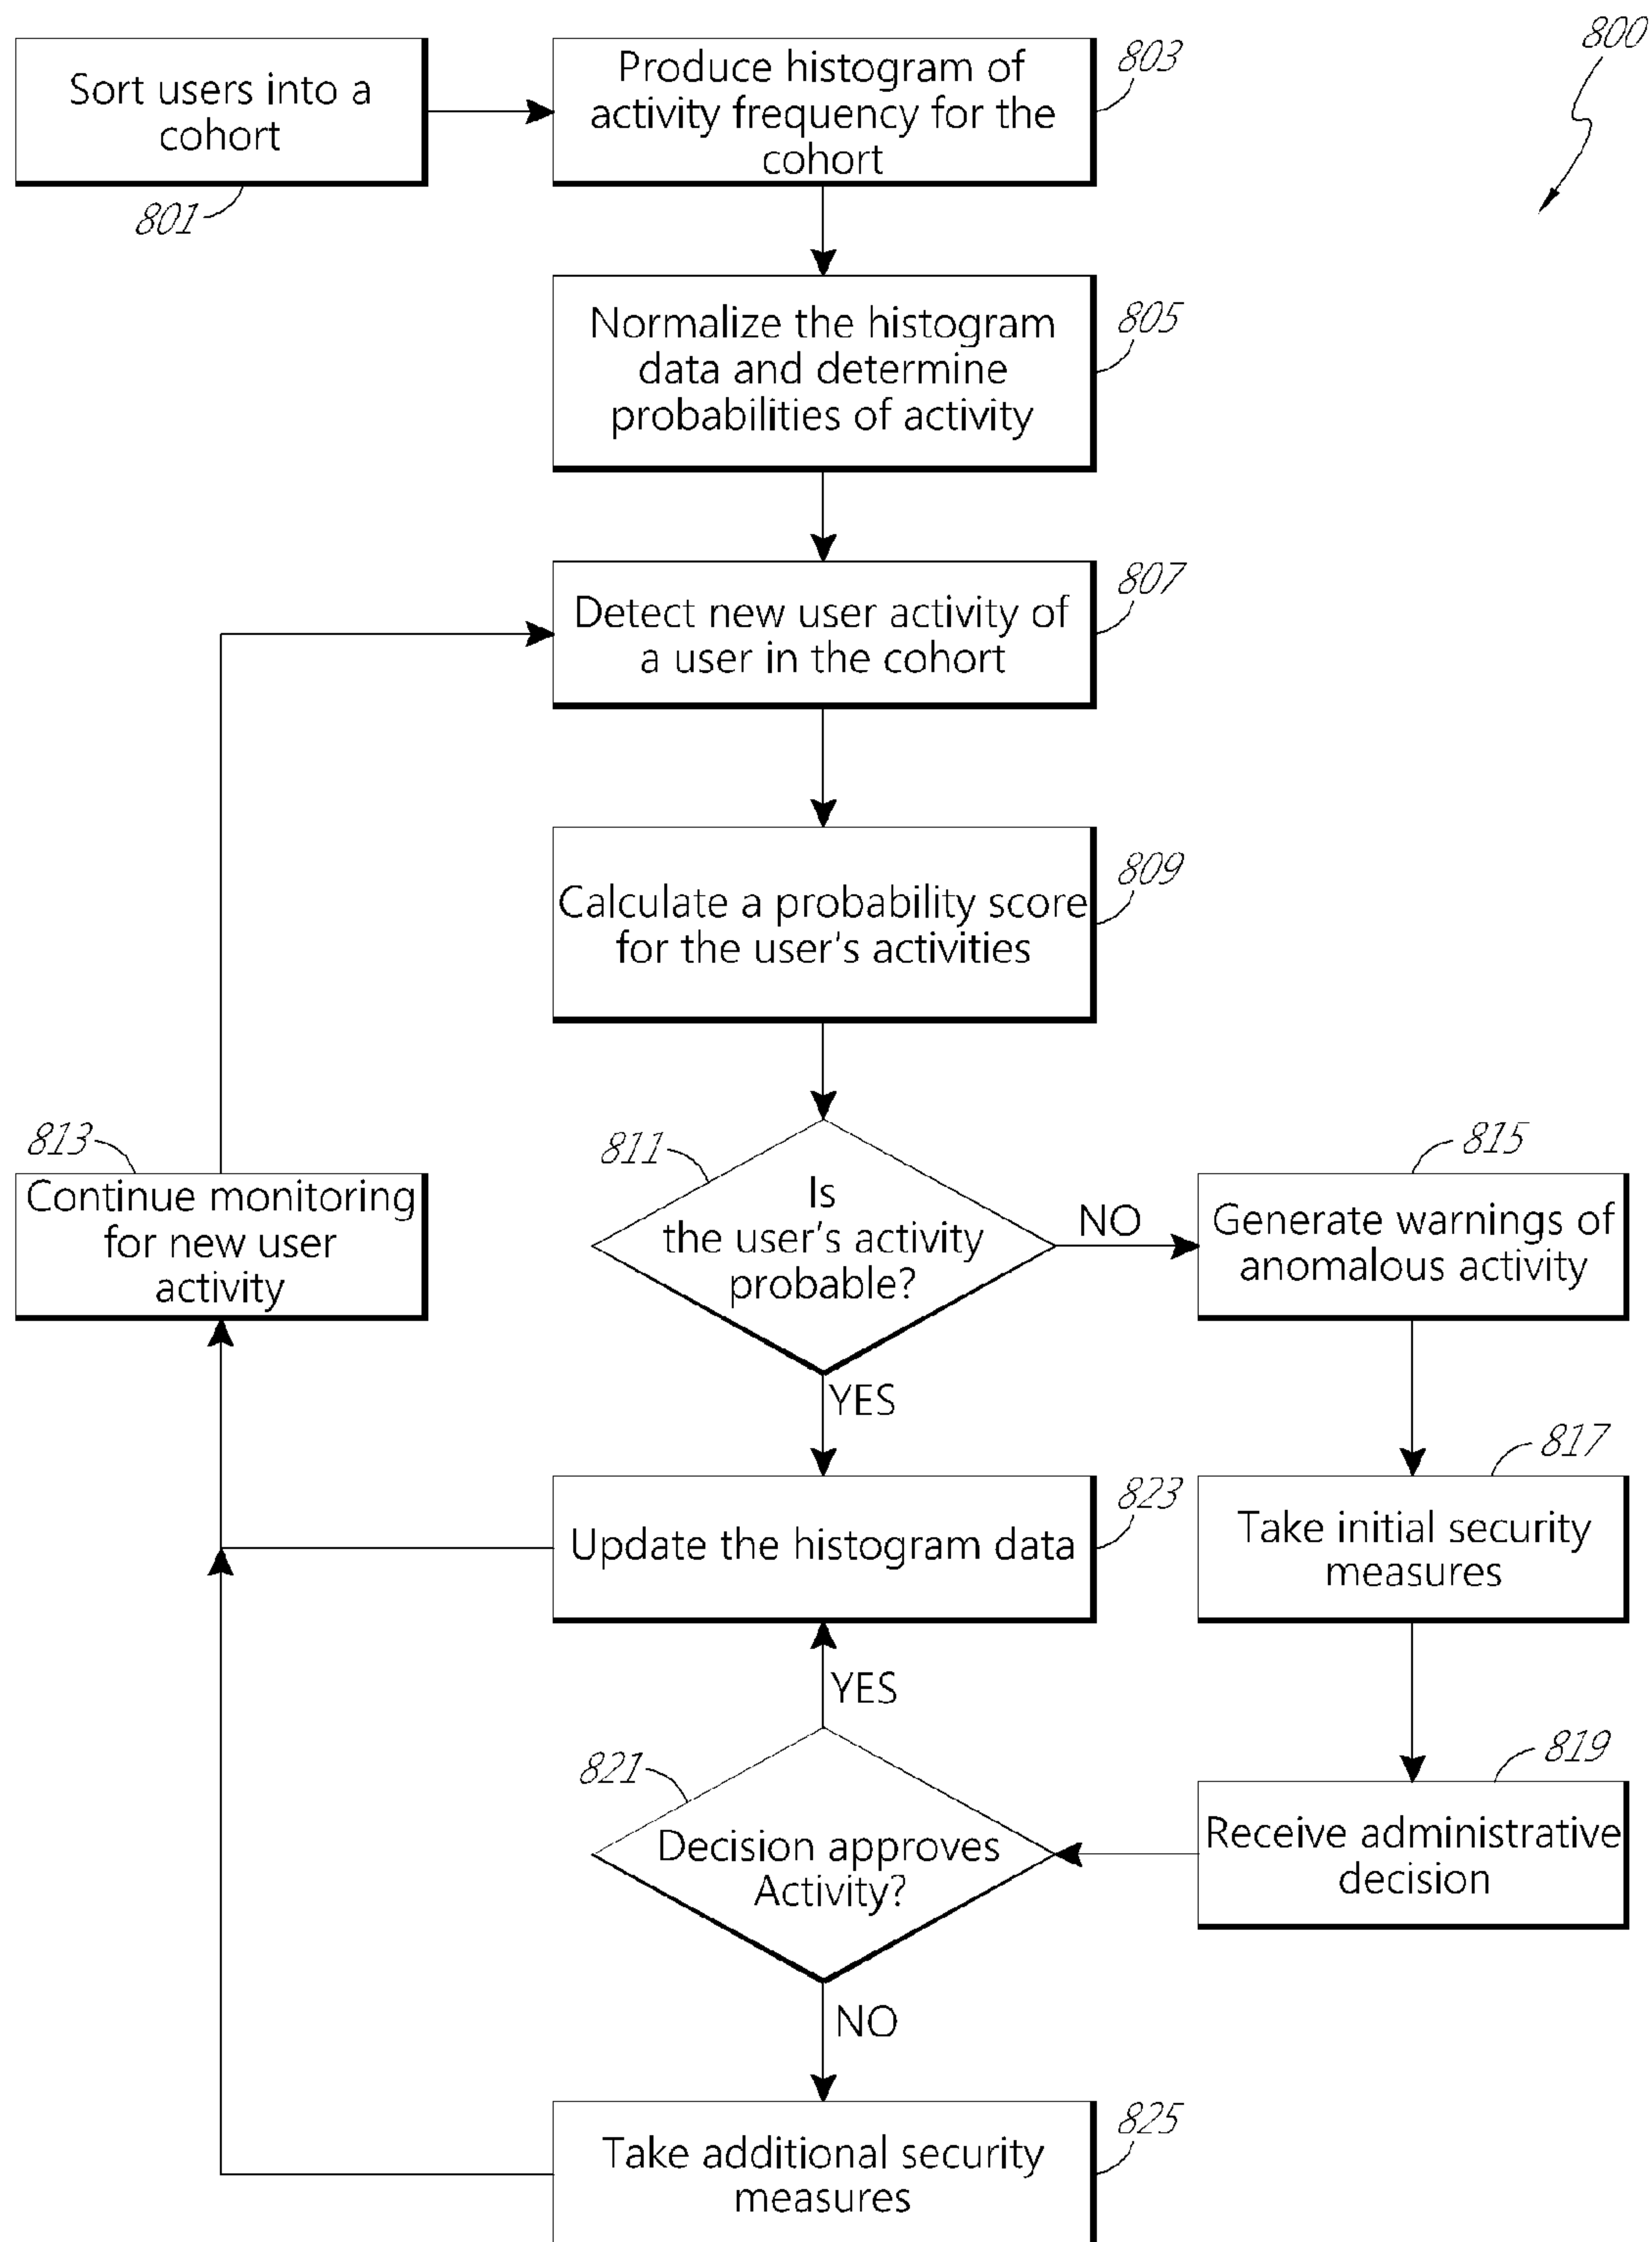 800
Sort users into a
cohort
801
Produce histogram of
activity frequency for the
cohort
803
Normalize the histogram
data and determine
probabilities of activity
805
Detect new user activity of
a user in the cohort
807
Calculate a probability score
for the user's activities
809
813
Continue monitoring
for new user
activity
811
Is
the user's activity
probable?
NO
YES
815
Generate warnings of
anomalous activity
817
Take initial security
measures
823
Update the histogram data
YES
819
Receive administrative
decision
821
Decision approves
Activity?
NO
825
Take additional security
measures